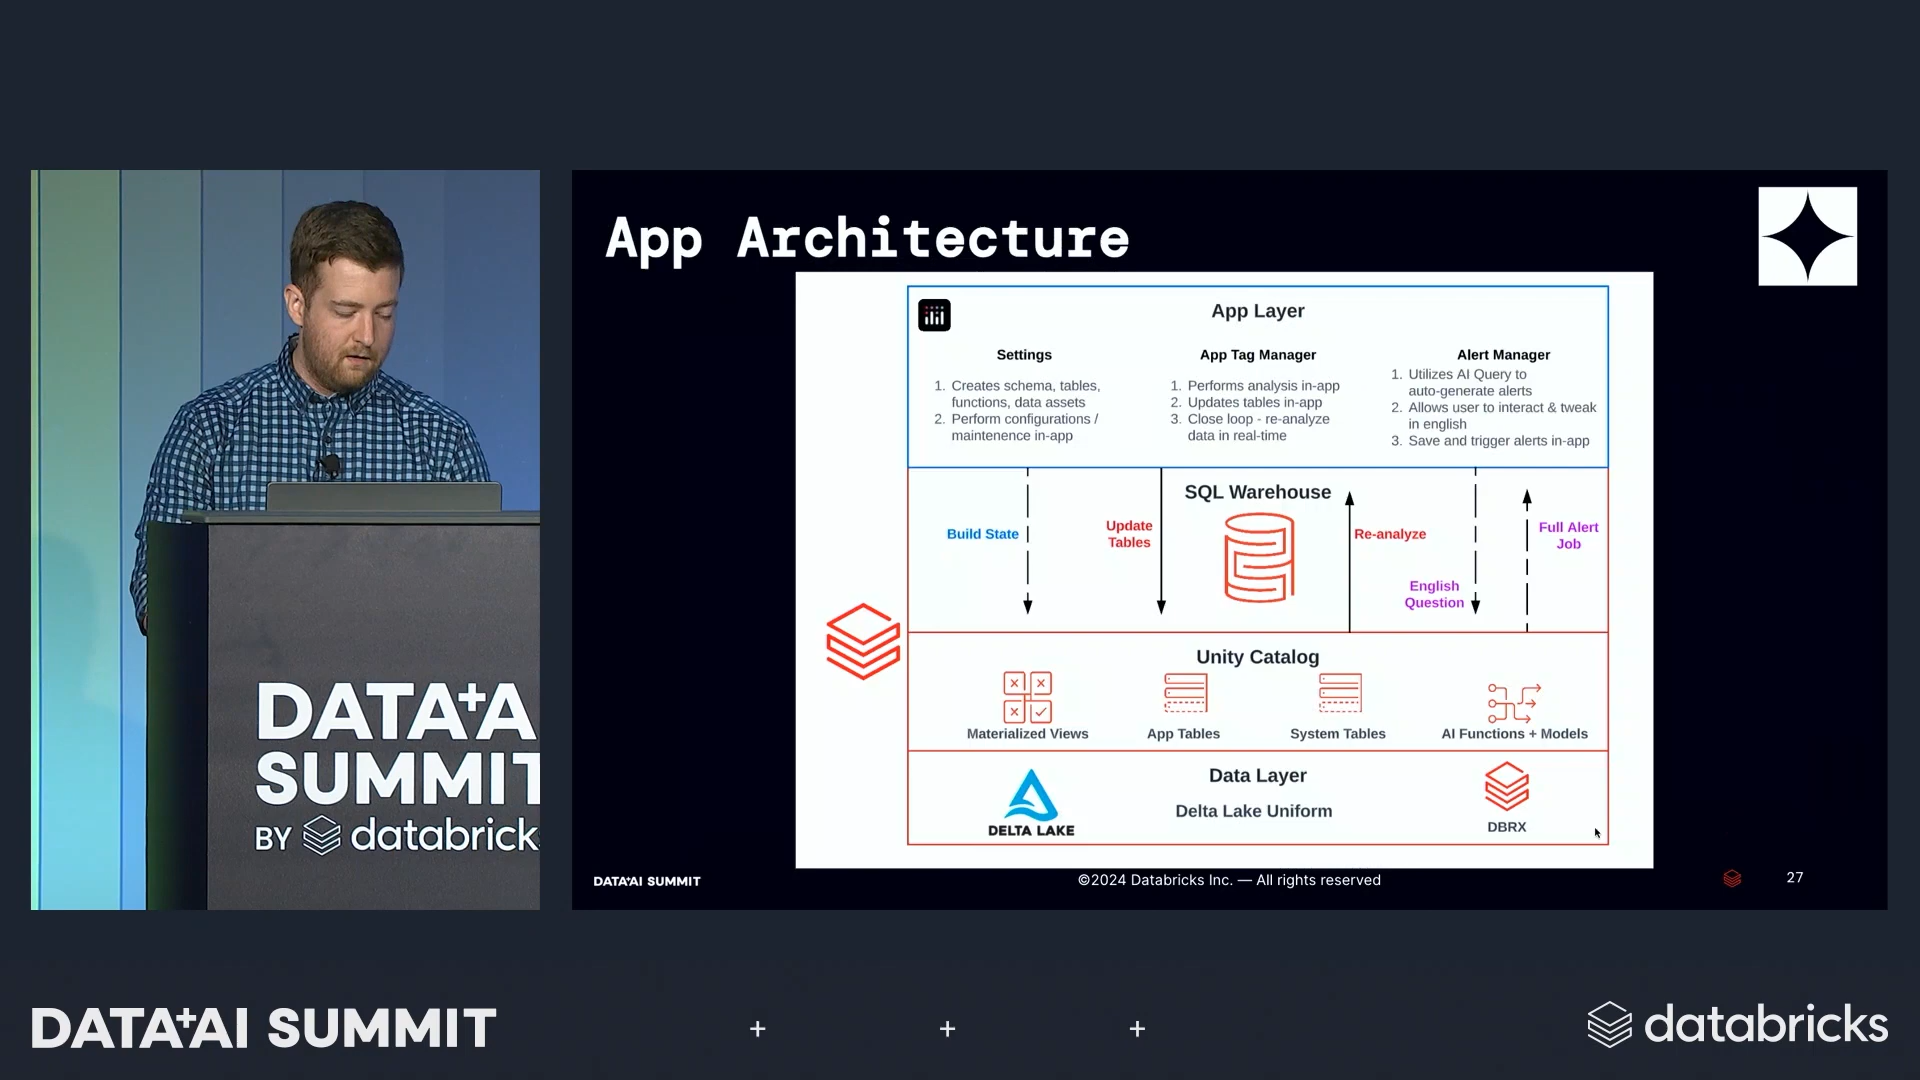 App Architecture
App Layer
Settings
1. Creates schema, tables,
functions, data assets
2. Perform configurations /
maintenence in-app
App Tag Manager
1. Performs analysis in-app
2. Updates tables in-app
3. Close loop - re-analyze
data in real-time
Alert Manager
1. Utilizes AI Query to
auto-generate alerts
2. Allows user to interact & tweak
in english
3. Save and trigger alerts in-app
SQL Warehouse
Build State
Update
Tables
Re-analyze
English
Question
Full Alert
Job
Unity Catalog
Materialized Views
App Tables
System Tables
AI Functions + Models
Data Layer
Delta Lake Uniform
DELTA LAKE
DBRX
DATA+AI SUMMIT
©2024 Databricks Inc. — All rights reserved
27
DATA+A
SUMMIT
BY databrick
DATA+AI SUMMIT
databricks